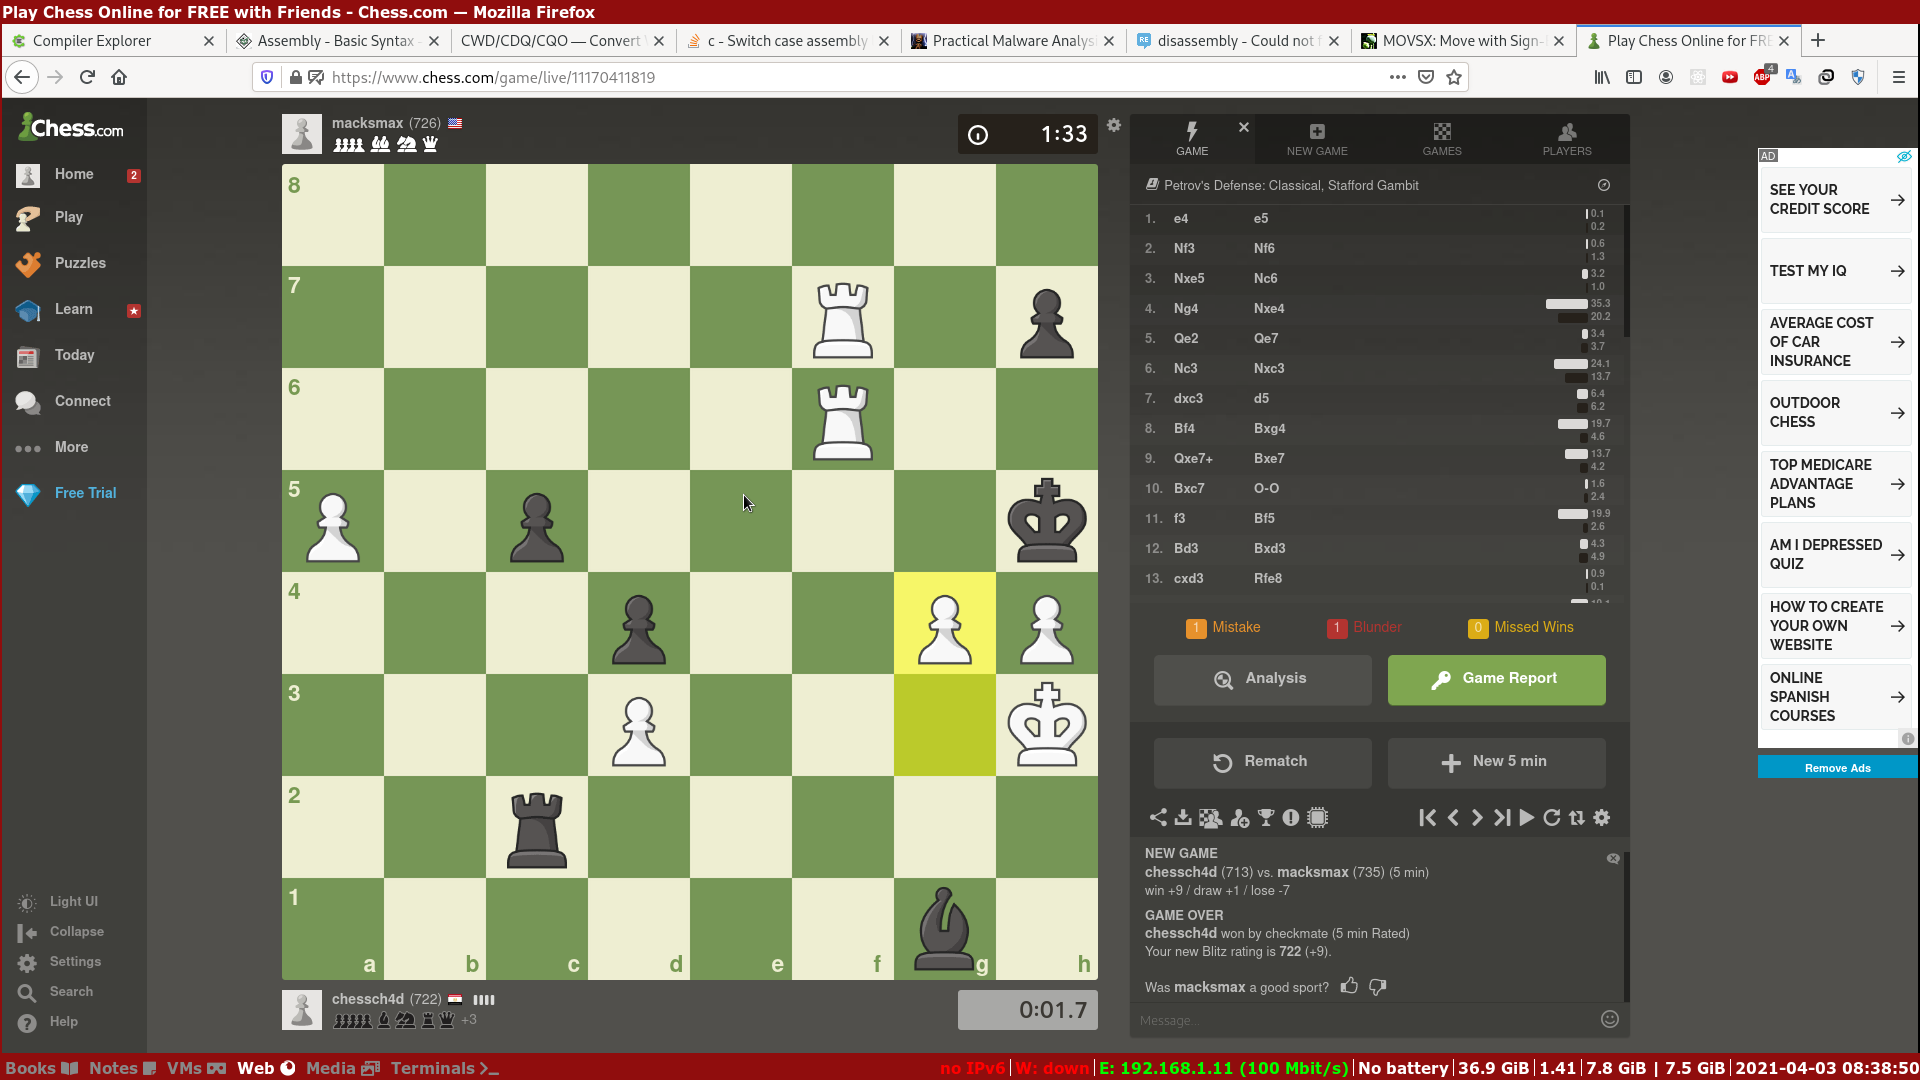 Play Chess Online for FREE with Friends - Chess.com — Mozilla Firefox
Compiler Explorer
Assembly - Basic Syntax -
CWD/CDQ/CQO — Convert
c - Switch case assembly
Practical Malware Analys
disassembly - Could not f
MOVSX: Move with Sign-
Play Chess Online for FRE
https://www.chess.com/game/live/11170411819
ABP
4
Chess.com
Home
2
Play
Puzzles
Learn
Today
Connect
More
Free Trial
Light UI
Collapse
Settings
Search
Help
macksmax (726)
1:33
8
7
6
5
4
3
2
1
a
b
c
d
e
f
g
h
chessch4d (722)
+3
0:01.7
GAME
NEW GAME
GAMES
PLAYERS
Petrov's Defense: Classical, Stafford Gambit
1. e4 e5 0.1 0.2
2. Nf3 Nf6 0.6 1.3
3. Nxe5 Nc6 3.2 1.0
4. Ng4 Nxe4 35.3 20.2
5. Qe2 Qe7 3.4 3.7
6. Nc3 Nxc3 24.1 13.7
7. dxc3 d5 6.4 6.2
8. Bf4 Bxg4 19.7 4.6
9. Qxe7+ Bxe7 13.7 4.2
10. Bxc7 O-O 1.6 2.4
11. f3 Bf5 19.9 2.6
12. Bd3 Bxd3 4.3 4.9
13. cxd3 Rfe8 0.9 0.1
1 Mistake
1 Blunder
0 Missed Wins
Analysis
Game Report
Rematch
New 5 min
NEW GAME
chessch4d (713) vs. macksmax (735) (5 min)
win +9 / draw +1 / lose -7
GAME OVER
chessch4d won by checkmate (5 min Rated)
Your new Blitz rating is 722 (+9).
Was macksmax a good sport?
Message...
AD
SEE YOUR
CREDIT SCORE
TEST MY IQ
AVERAGE COST
OF CAR
INSURANCE
OUTDOOR
CHESS
TOP MEDICARE
ADVANTAGE
PLANS
AM I DEPRESSED
QUIZ
HOW TO CREATE
YOUR OWN
WEBSITE
ONLINE
SPANISH
COURSES
Remove Ads
Books
Notes
VMs
Web
Media
Terminals
no IPv6 | W: down | E: 192.168.1.11 (100 Mbit/s) | No battery | 36.9 GiB | 1.41 | 7.8 GiB | 7.5 GiB | 2021-04-03 08:38:50